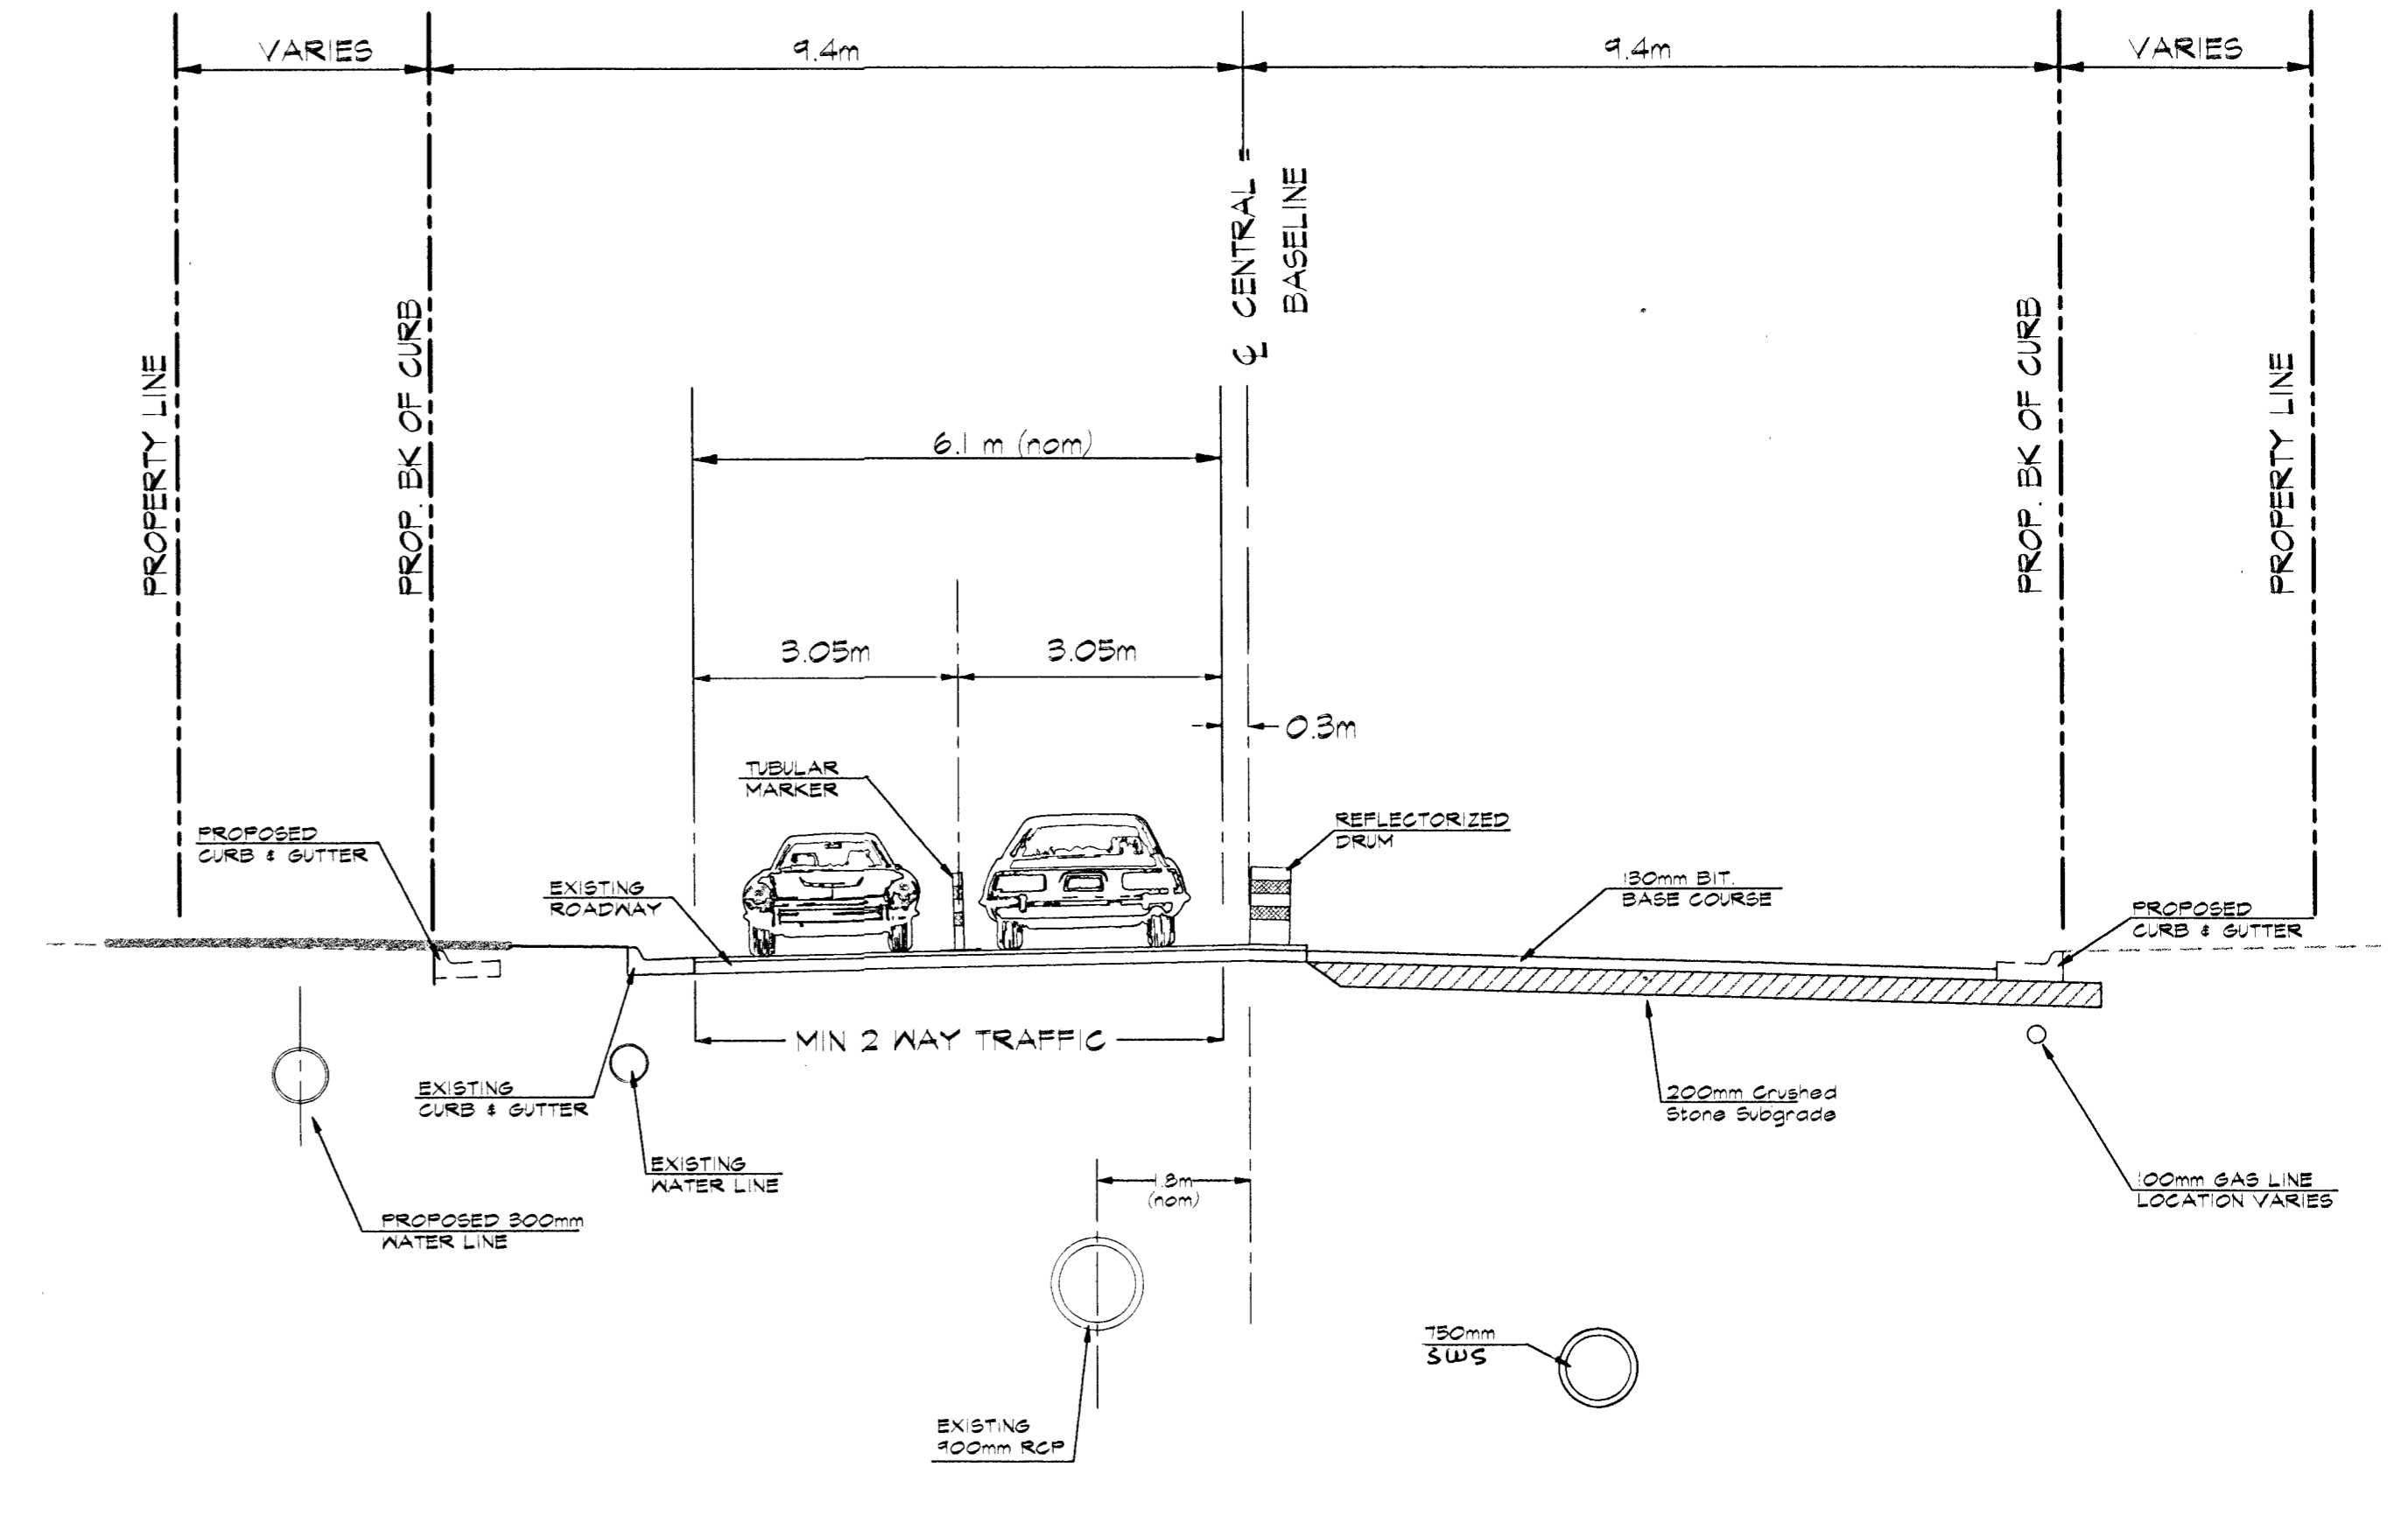 VARIES
9.4m
9.4m
VARIES
PROPERTY LINE
PROP. BK OF CURB
℄ CENTRAL =
BASELINE
PROP. BK OF CURB
PROPERTY LINE
6.1 m (nom)
3.05m
3.05m
0.3m
TUBULAR
MARKER
PROPOSED
CURB & GUTTER
EXISTING
ROADWAY
REFLECTORIZED
DRUM
130mm BIT.
BASE COURSE
PROPOSED
CURB & GUTTER
MIN 2 WAY TRAFFIC
EXISTING
CURB & GUTTER
200mm Crushed
Stone Subgrade
EXISTING
WATER LINE
1.8m
(nom)
100mm GAS LINE
LOCATION VARIES
PROPOSED 300mm
WATER LINE
750mm
SWS
EXISTING
900mm RCP